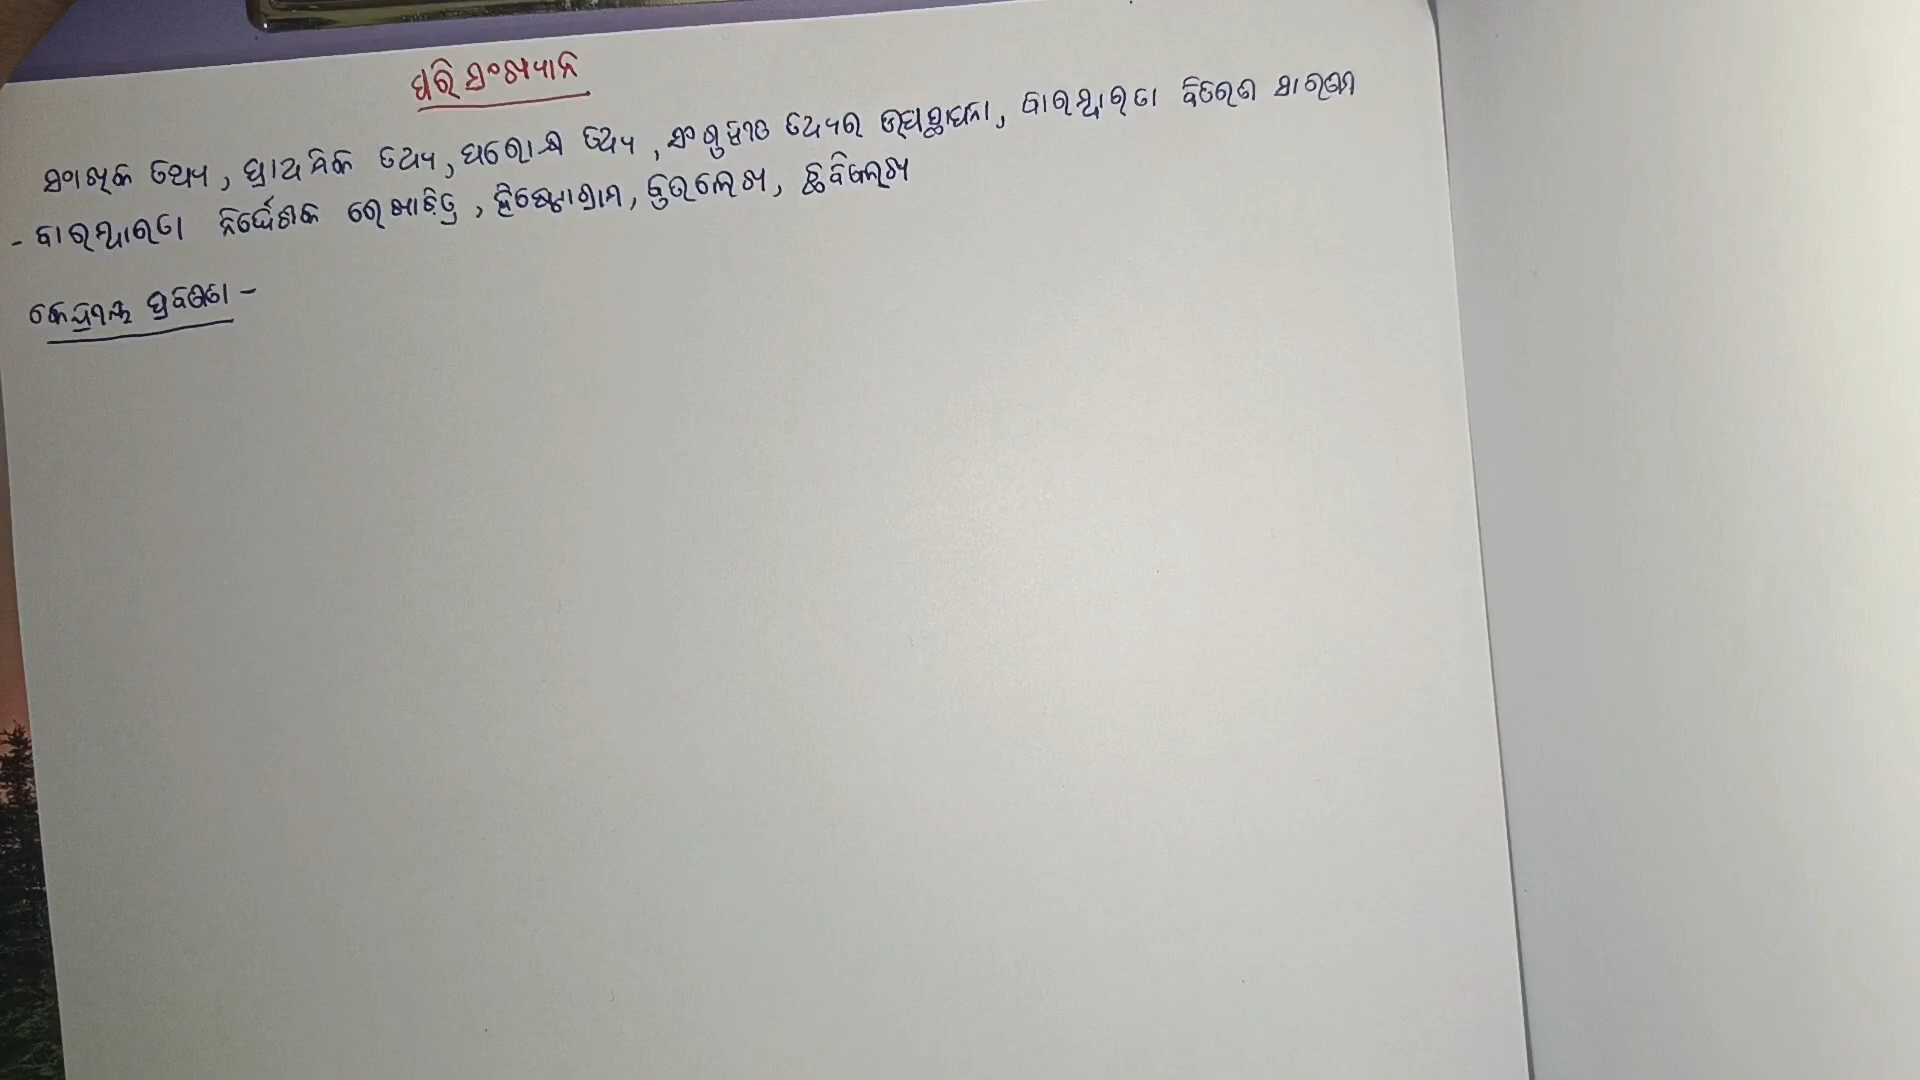 ପରିସଂଖ୍ୟାନ
ସାଂଖିକ ତଥ୍ୟ, ପ୍ରାଥମିକ ତଥ୍ୟ, ପରୋକ୍ଷ ତଥ୍ୟ, ସଂଗୃହୀତ ତଥ୍ୟର ଉପସ୍ଥାପନା, ବାରମ୍ବାରତା ବିତରଣ ସାରଣୀ
- ବାରମ୍ବାରତା ନିର୍ଦ୍ଦେଶକ ରେଖାଚିତ୍ର, ହିଷ୍ଟୋଗ୍ରାମ, ବୃତ୍ତଲେଖ, ଛବିଲେଖ
କେନ୍ଦ୍ରୀୟ ପ୍ରବଣତା -